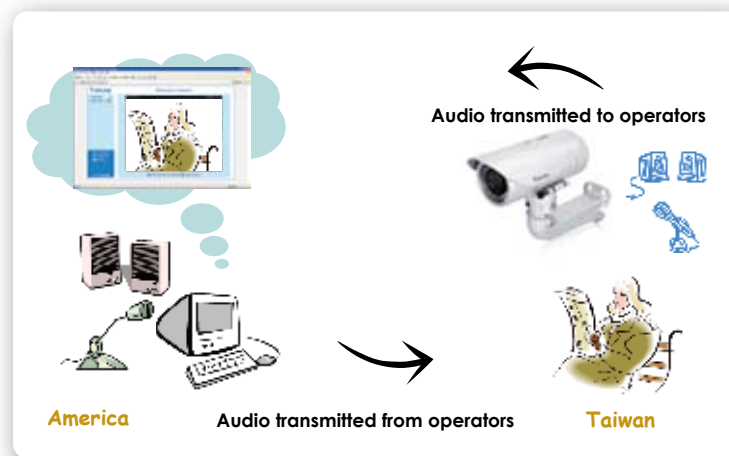 Audio transmitted to operators
America
Audio transmitted from operators
Taiwan